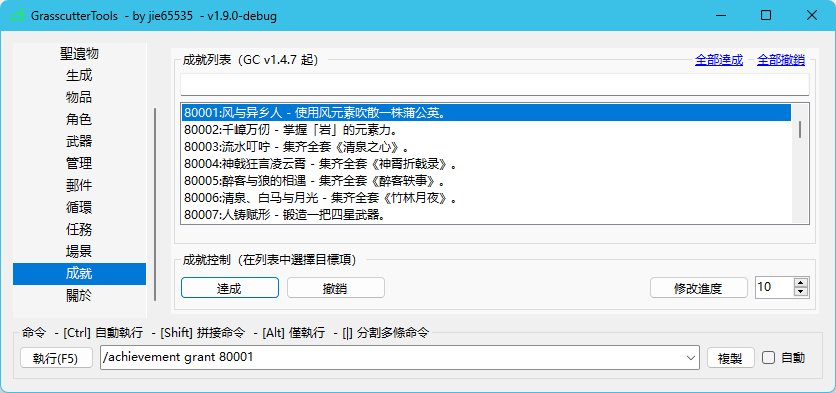 GrasscutterTools - by jie65535 - v1.9.0-debug
聖遺物
生成
物品
角色
武器
管理
郵件
循環
任務
場景
成就
關於
成就列表（GC v1.4.7 起）
全部達成 全部撤銷
80001:风与异乡人 - 使用风元素吹散一株蒲公英。
80002:千嶂万仞 - 掌握「岩」的元素力。
80003:流水叮咛 - 集齐全套《清泉之心》。
80004:神戟狂言凌云霄 - 集齐全套《神霄折戟录》。
80005:醉客与狼的相遇 - 集齐全套《醉客轶事》。
80006:清泉、白马与月光 - 集齐全套《竹林月夜》。
80007:人铸赋形 - 锻造一把四星武器。
成就控制（在列表中選擇目標項）
達成 撤銷 修改進度 10
命令 - [Ctrl] 自動執行 - [Shift] 拼接命令 - [Alt] 僅執行 - [|] 分割多條命令
執行(F5) /achievement grant 80001 複製 自動